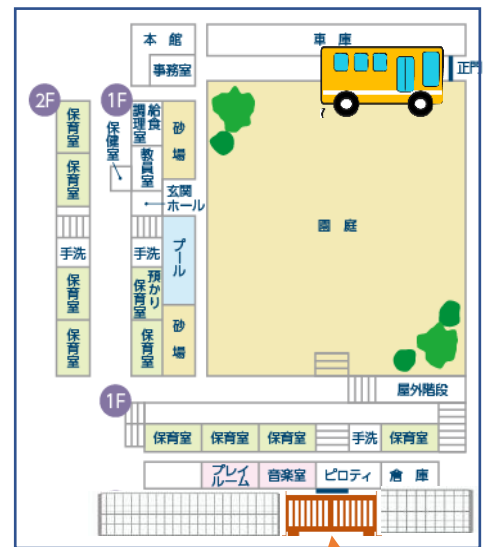 本館
車庫
事務室
正門
2F
1F
保育室
保育室
手洗
保育室
保育室
給食
調理室
保健室
教員室
玄関
ホール
手洗
預かり
保育室
保育室
砂場
プール
砂場
園庭
屋外階段
1F
保育室
保育室
保育室
手洗
保育室
プレイ
ルーム
音楽室
ピロティ
倉庫